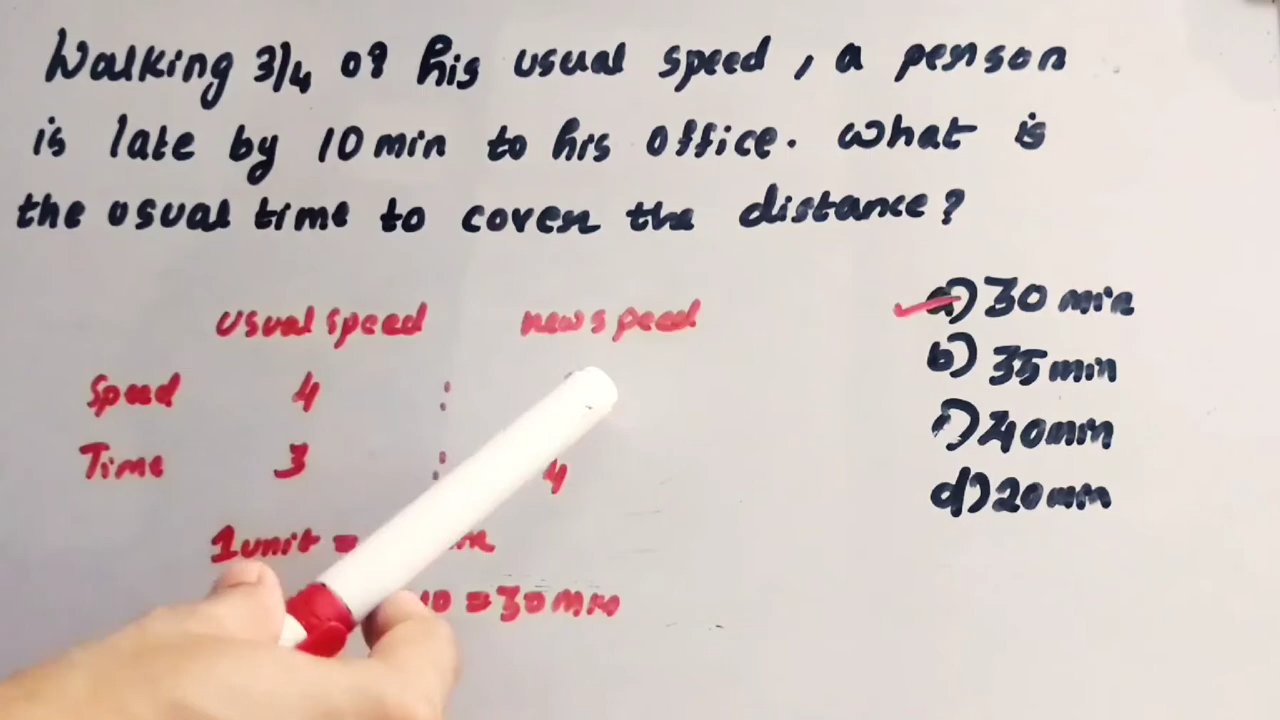 Walking 3/4 of his usual speed, a person
is late by 10 min to his office. What is
the usual time to cover the distance?
usual speed new speed
Speed 4 :
Time 3 : 4
1 unit =
10 = 30 min
a) 30 min
b) 35 min
c) 40 min
d) 20 min